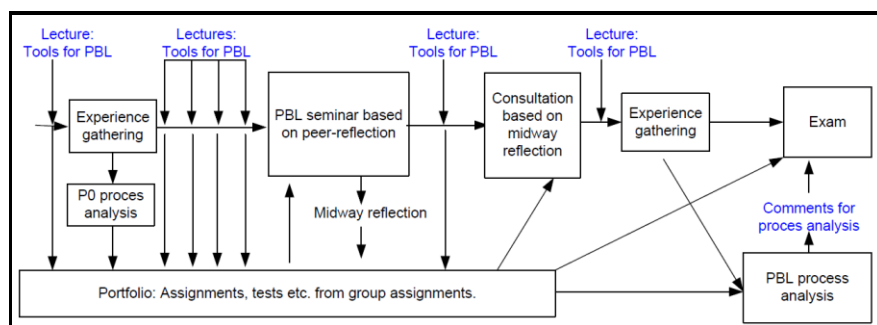 Lecture:
Tools for PBL
Lectures:
Tools for PBL
Lecture:
Tools for PBL
Lecture:
Tools for PBL
Experience
gathering
PBL seminar based
on peer-reflection
Consultation
based on
midway
reflection
Experience
gathering
Exam
P0 proces
analysis
Midway reflection
Comments for
proces analysis
Portfolio: Assignments, tests etc. from group assignments.
PBL process
analysis